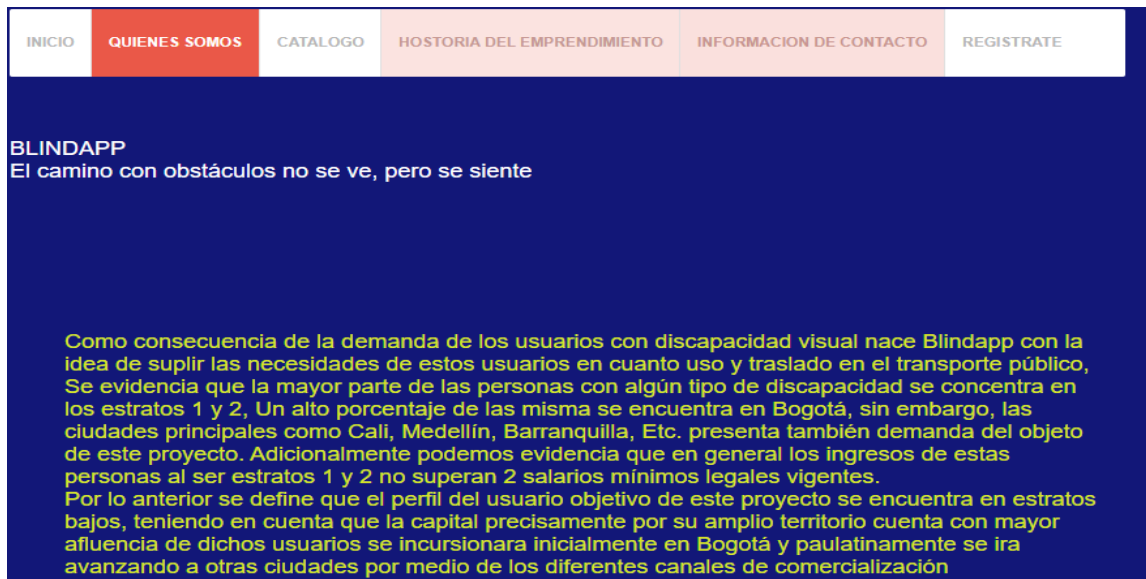 INICIO QUIENES SOMOS CATALOGO HOSTORIA DEL EMPRENDIMIENTO INFORMACION DE CONTACTO REGISTRATE
BLINDAPP
El camino con obstáculos no se ve, pero se siente
Como consecuencia de la demanda de los usuarios con discapacidad visual nace Blindapp con la
idea de suplir las necesidades de estos usuarios en cuanto uso y traslado en el transporte público,
Se evidencia que la mayor parte de las personas con algún tipo de discapacidad se concentra en
los estratos 1 y 2, Un alto porcentaje de las misma se encuentra en Bogotá, sin embargo, las
ciudades principales como Cali, Medellín, Barranquilla, Etc. presenta también demanda del objeto
de este proyecto. Adicionalmente podemos evidencia que en general los ingresos de estas
personas al ser estratos 1 y 2 no superan 2 salarios mínimos legales vigentes.
Por lo anterior se define que el perfil del usuario objetivo de este proyecto se encuentra en estratos
bajos, teniendo en cuenta que la capital precisamente por su amplio territorio cuenta con mayor
afluencia de dichos usuarios se incursionara inicialmente en Bogotá y paulatinamente se ira
avanzando a otras ciudades por medio de los diferentes canales de comercialización